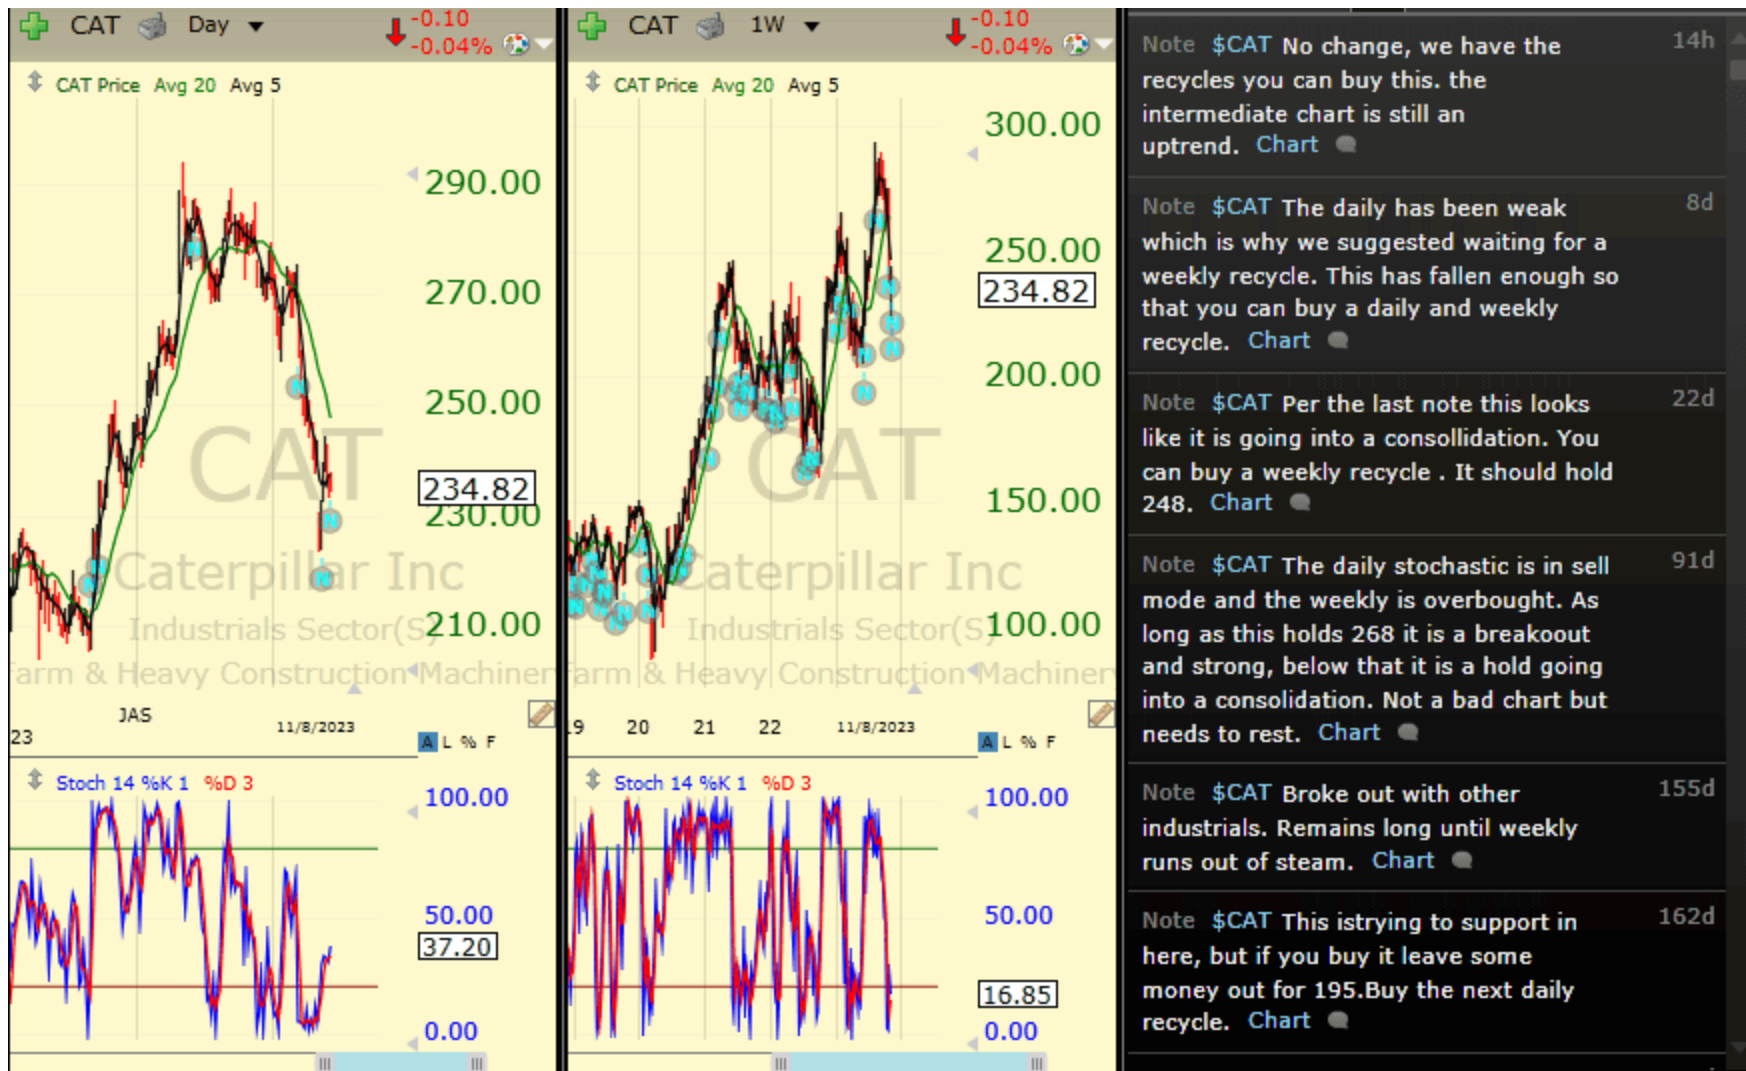 CAT Day
-0.10
-0.04%
CAT Price Avg 20 Avg 5
290.00
270.00
250.00
234.82
230.00
210.00
CAT
Caterpillar Inc
Industrials Sector(S)
Farm & Heavy Construction Machinery
23
JAS
11/8/2023
A L % F
Stoch 14 %K 1 %D 3
100.00
50.00
37.20
0.00
CAT 1W
-0.10
-0.04%
CAT Price Avg 20 Avg 5
300.00
250.00
234.82
200.00
150.00
100.00
CAT
Caterpillar Inc
Industrials Sector(S)
Farm & Heavy Construction Machinery
19 20 21 22 11/8/2023
A L % F
Stoch 14 %K 1 %D 3
100.00
50.00
16.85
0.00
Note $CAT No change, we have the 14h
recycles you can buy this. the
intermediate chart is still an
uptrend. Chart
Note $CAT The daily has been weak 8d
which is why we suggested waiting for a
weekly recycle. This has fallen enough so
that you can buy a daily and weekly
recycle. Chart
Note $CAT Per the last note this looks 22d
like it is going into a consollidation. You
can buy a weekly recycle . It should hold
248. Chart
Note $CAT The daily stochastic is in sell 91d
mode and the weekly is overbought. As
long as this holds 268 it is a breakoout
and strong, below that it is a hold going
into a consolidation. Not a bad chart but
needs to rest. Chart
Note $CAT Broke out with other 155d
industrials. Remains long until weekly
runs out of steam. Chart
Note $CAT This istrying to support in 162d
here, but if you buy it leave some
money out for 195.Buy the next daily
recycle. Chart